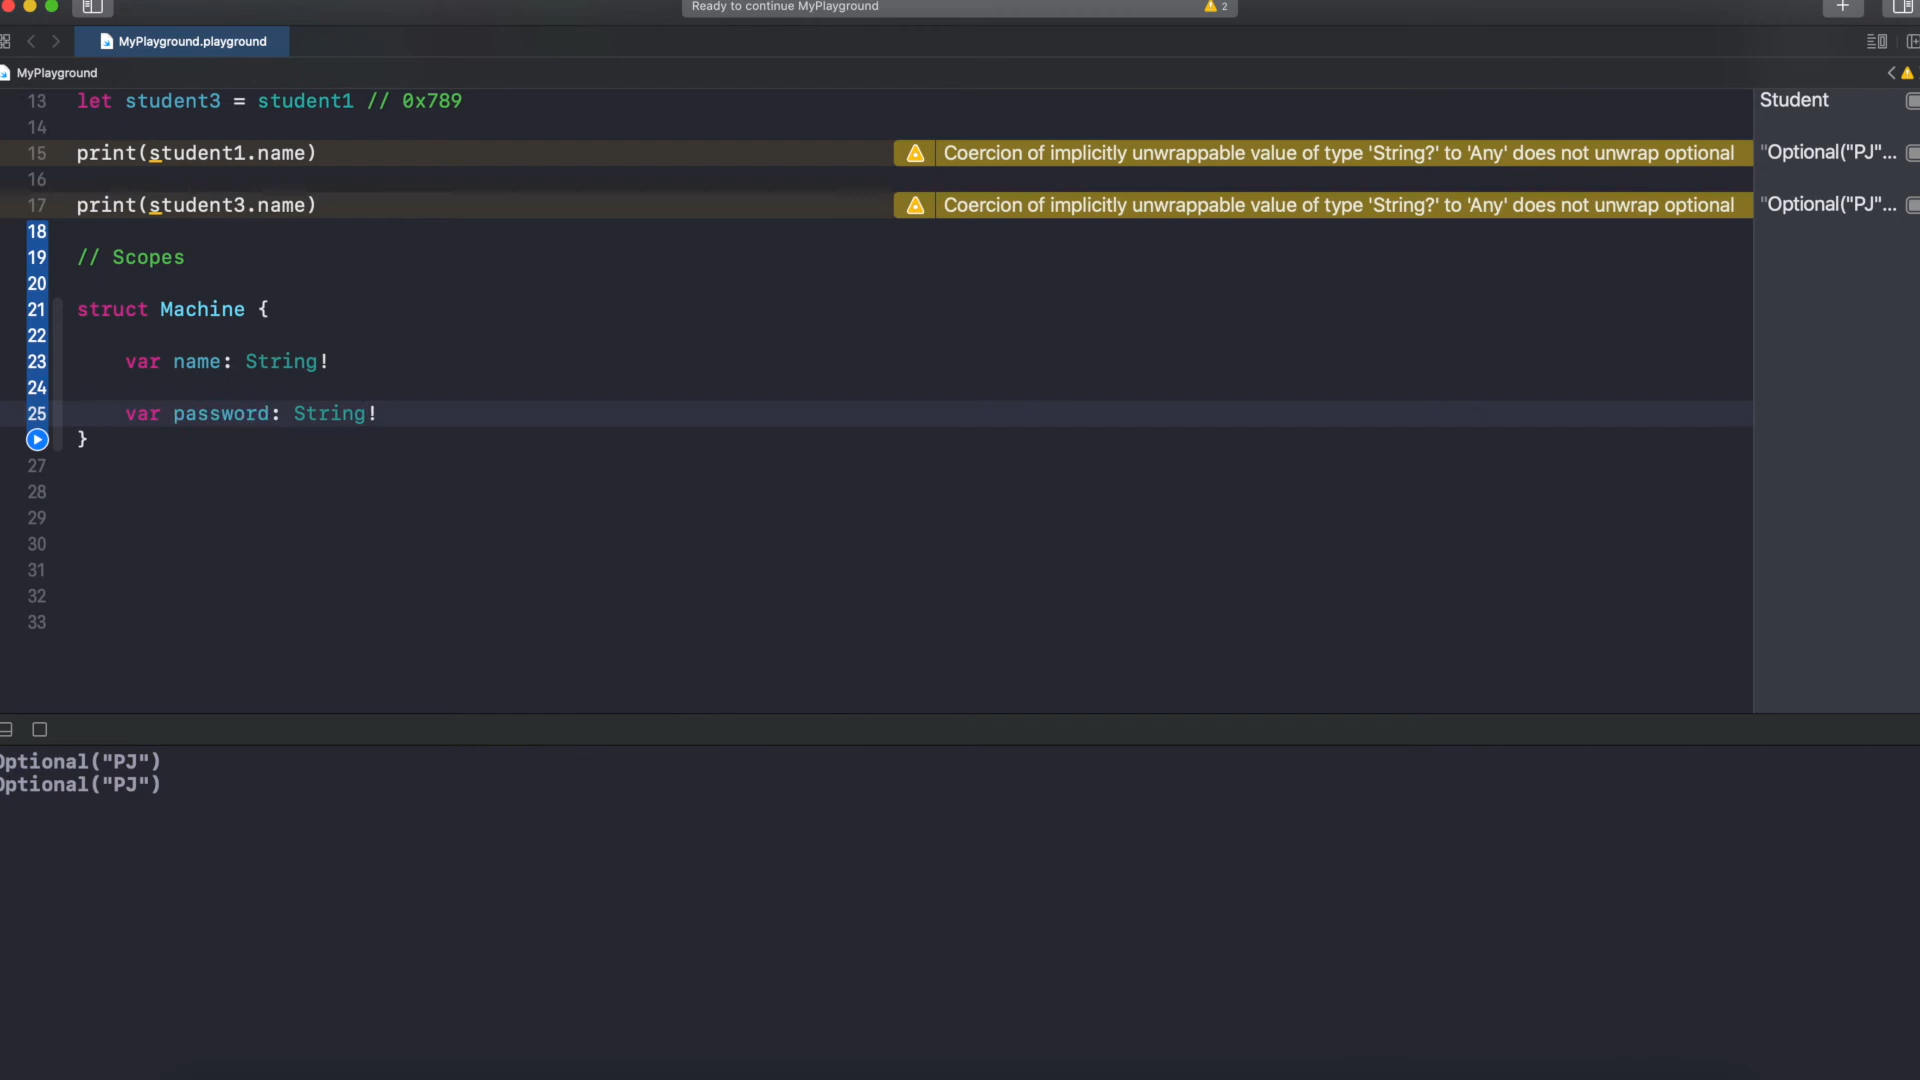 Ready to continue MyPlayground 2
MyPlayground.playground
MyPlayground
13 let student3 = student1 // 0x789 Student
14
15 print(student1.name) Coercion of implicitly unwrappable value of type 'String?' to 'Any' does not unwrap optional "Optional("PJ"...
16
17 print(student3.name) Coercion of implicitly unwrappable value of type 'String?' to 'Any' does not unwrap optional "Optional("PJ"...
18
19 // Scopes
20
21 struct Machine {
22
23 var name: String!
24
25 var password: String!
}
27
28
29
30
31
32
33
Optional("PJ")
Optional("PJ")